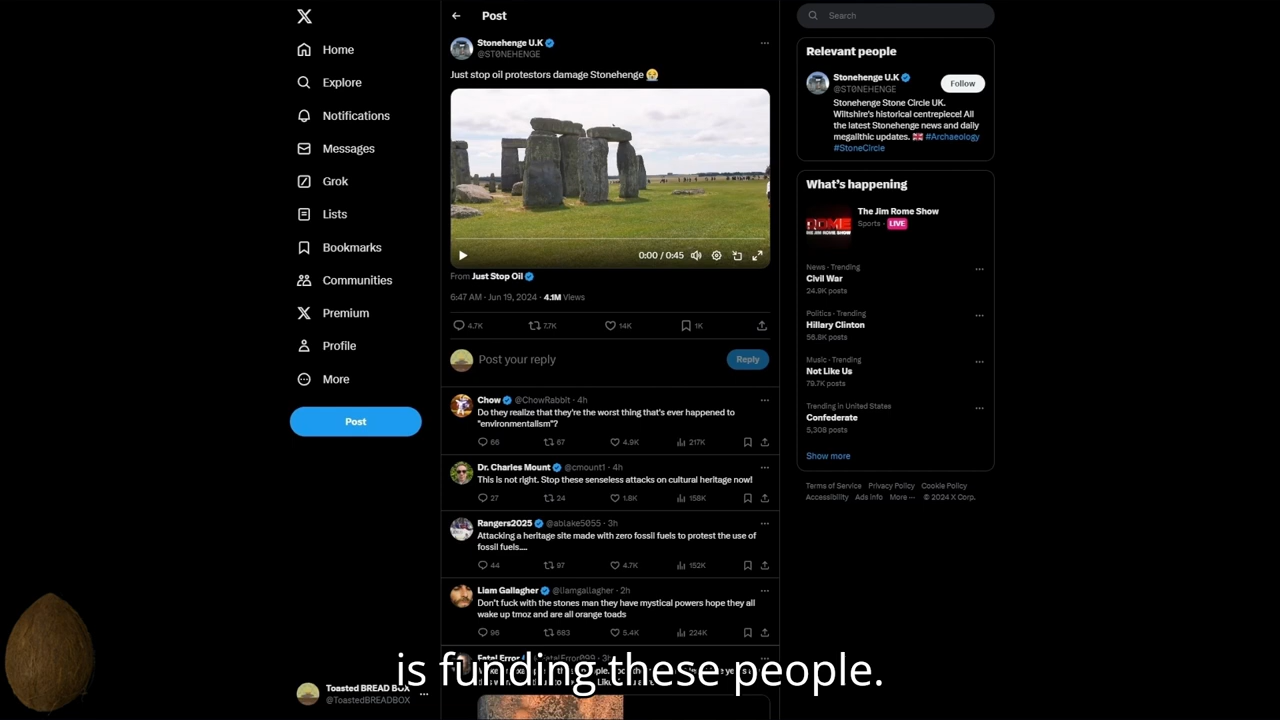 Home
Explore
Notifications
Messages
Grok
Lists
Bookmarks
Communities
Premium
Profile
More
Post
Toasted BREAD BOX
@ToastedBREADBOX
Post
Stonehenge U.K
@ST0NEHENGE
Just stop oil protestors damage Stonehenge 😭
0:00 / 0:45
From Just Stop Oil
6:47 AM · Jun 19, 2024 · 4.1M Views
4.7K 7.7K 14K 1K
Post your reply
Reply
Chow @ChowRabbit · 4h
Do they realize that they're the worst thing that's ever happened to
"environmentalism"?
66 67 4.9K 217K
Dr. Charles Mount @cmount1 · 4h
This is not right. Stop these senseless attacks on cultural heritage now!
27 24 1.8K 158K
Rangers2025 @ablake5055 · 3h
Attacking a heritage site made with zero fossil fuels to protest the use of
fossil fuels....
44 97 4.7K 152K
Liam Gallagher @liamgallagher · 2h
Don't fuck with the stones man they have mystical powers hope they all
wake up tmoz and are all orange toads
96 683 5.4K 224K
Fatal Error
is funding these people.
Search
Relevant people
Stonehenge U.K
@ST0NEHENGE
Follow
Stonehenge Stone Circle UK.
Wiltshire's historical centrepiece! All
the latest Stonehenge news and daily
megalithic updates. 🇬🇧 #Archaeology
#StoneCircle
What's happening
ROME
The Jim Rome Show
Sports · LIVE
News · Trending
Civil War
24.9K posts
Politics · Trending
Hillary Clinton
55.8K posts
Music · Trending
Not Like Us
79.7K posts
Trending in United States
Confederate
5,308 posts
Show more
Terms of Service Privacy Policy Cookie Policy
Accessibility Ads info More ··· © 2024 X Corp.